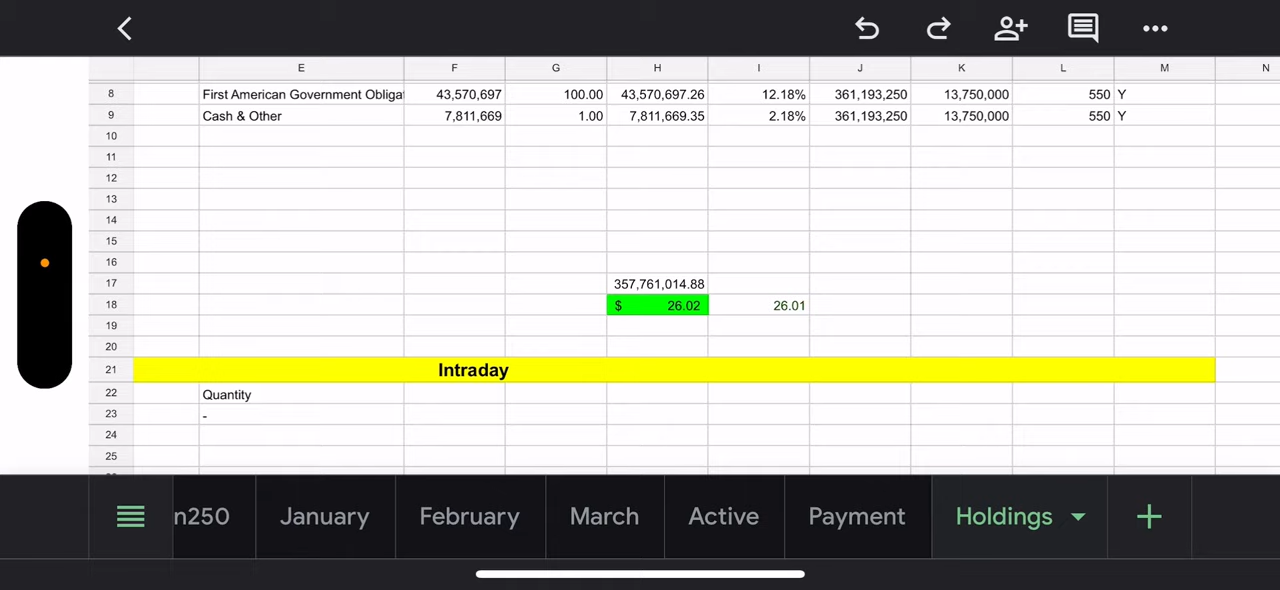 E F G H I J K L M N
8 First American Government Obliga 43,570,697 100.00 43,570,697.26 12.18% 361,193,250 13,750,000 550 Y
9 Cash & Other 7,811,669 1.00 7,811,669.35 2.18% 361,193,250 13,750,000 550 Y
10
11
12
13
14
15
16
17 357,761,014.88
18 $ 26.02 26.01
19
20
21 Intraday
22 Quantity
23 -
24
25
n250 January February March Active Payment Holdings